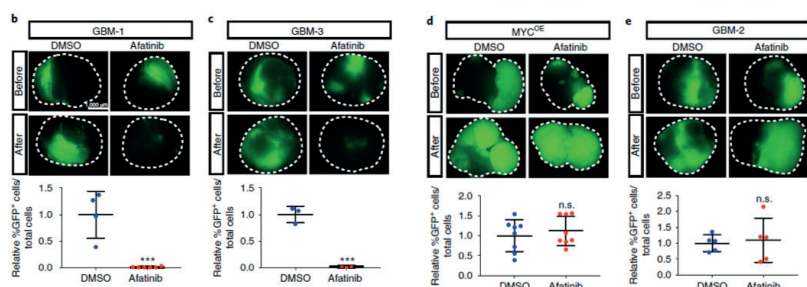 b GBM-1
DMSO Afatinib
Before
After
Relative %GFP⁺ cells/
total cells
1.5
1.0
0.5
0.0
***
DMSO Afatinib
c GBM-3
DMSO Afatinib
Before
After
Relative %GFP⁺ cells/
total cells
1.5
1.0
0.5
0.0
***
DMSO Afatinib
d MYCᴼᴱ
DMSO Afatinib
Before
After
Relative %GFP⁺ cells/
total cells
2.0
1.5
1.0
0.5
0.0
n.s.
DMSO Afatinib
e GBM-2
DMSO Afatinib
Before
After
Relative %GFP⁺ cells/
total cells
2.5
2.0
1.5
1.0
0.5
0.0
n.s.
DMSO Afatinib